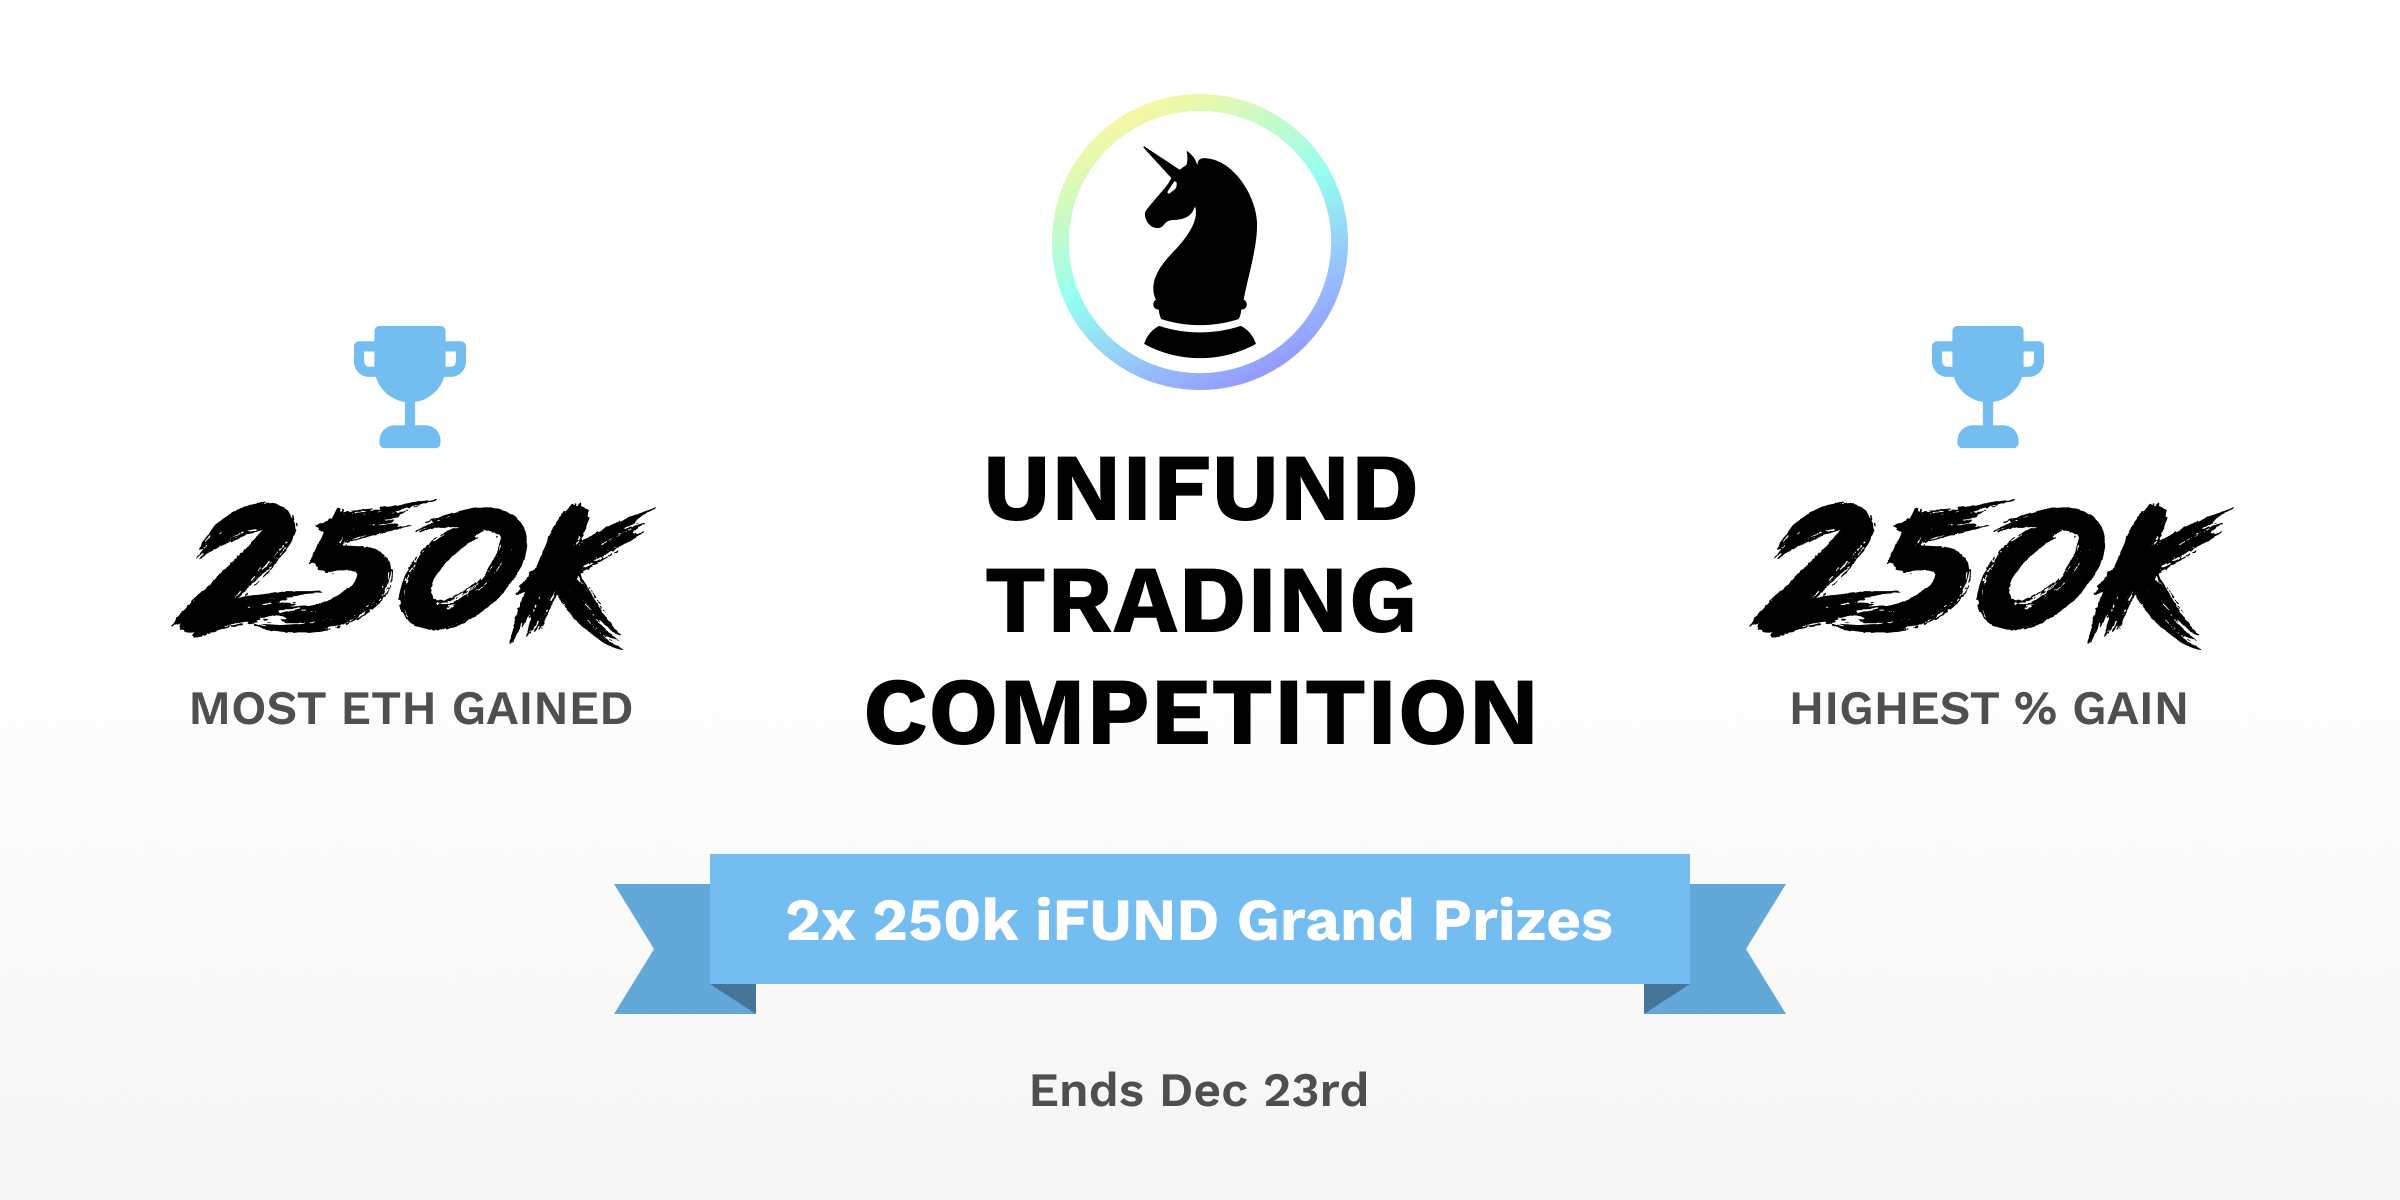 250K
MOST ETH GAINED
UNIFUND
TRADING
COMPETITION
250K
HIGHEST % GAIN
2x 250k iFUND Grand Prizes
Ends Dec 23rd